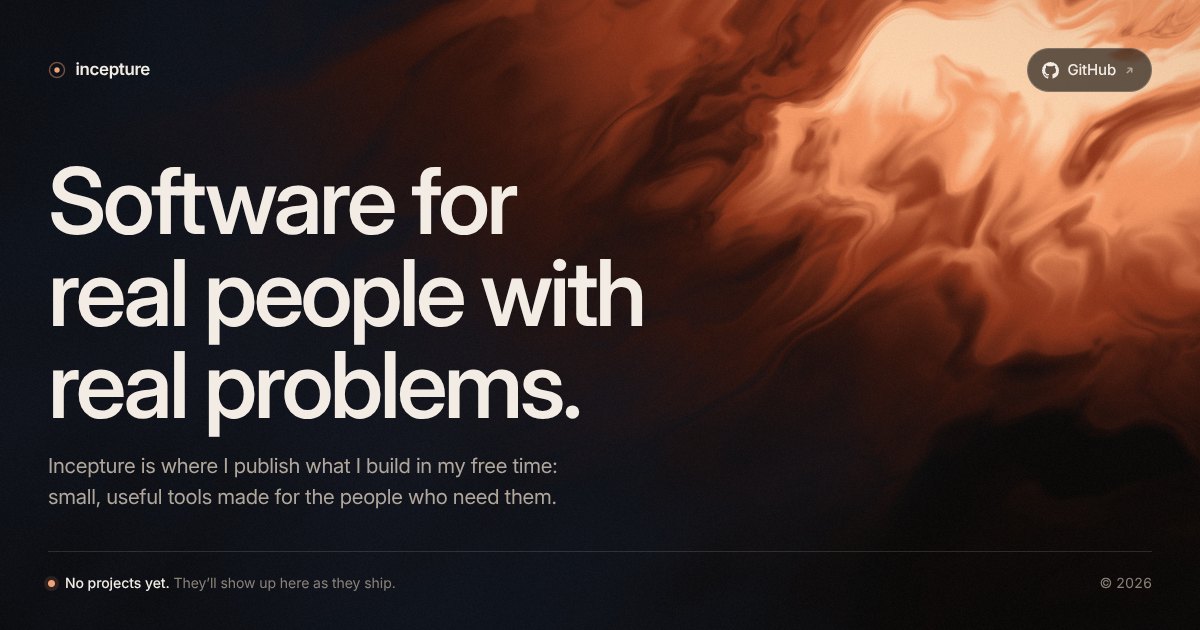 incepture
GitHub ↗
Software for
real people with
real problems.
Incepture is where I publish what I build in my free time:
small, useful tools made for the people who need them.
No projects yet. They’ll show up here as they ship.
© 2026